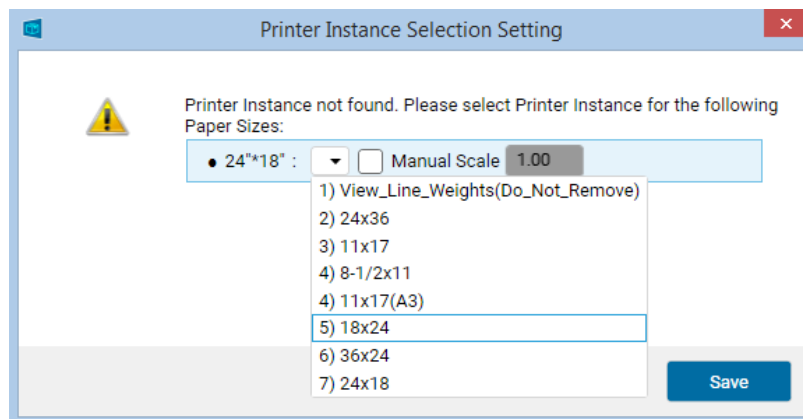 Printer Instance Selection Setting
Printer Instance not found. Please select Printer Instance for the following
Paper Sizes:
● 24"*18" : Manual Scale 1.00
1) View_Line_Weights(Do_Not_Remove)
2) 24x36
3) 11x17
4) 8-1/2x11
4) 11x17(A3)
5) 18x24
6) 36x24
7) 24x18
Save